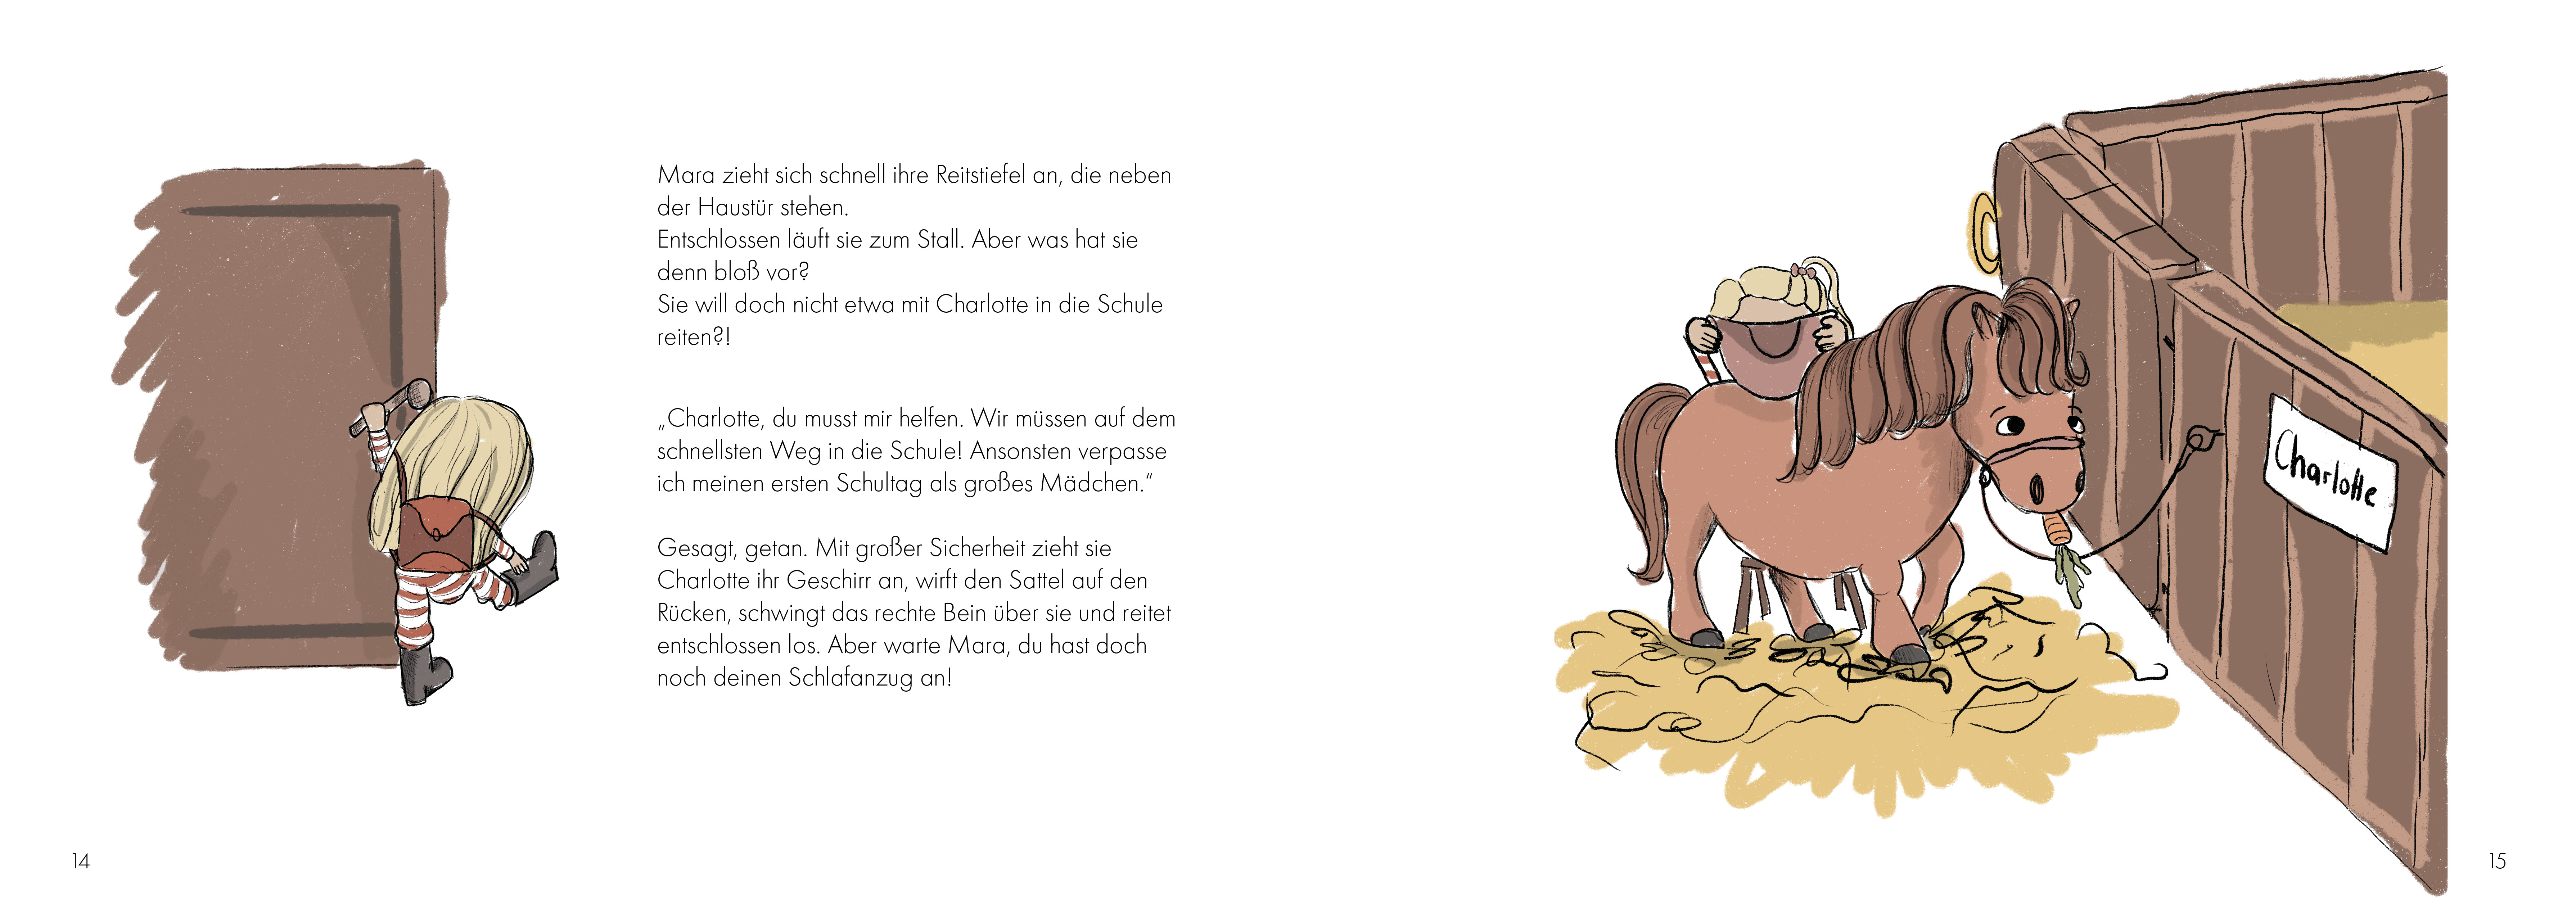 Mara zieht sich schnell ihre Reitstiefel an, die neben
der Haustür stehen.
Entschlossen läuft sie zum Stall. Aber was hat sie
denn bloß vor?
Sie will doch nicht etwa mit Charlotte in die Schule
reiten?!
„Charlotte, du musst mir helfen. Wir müssen auf dem
schnellsten Weg in die Schule! Ansonsten verpasse
ich meinen ersten Schultag als großes Mädchen.“
Gesagt, getan. Mit großer Sicherheit zieht sie
Charlotte ihr Geschirr an, wirft den Sattel auf den
Rücken, schwingt das rechte Bein über sie und reitet
entschlossen los. Aber warte Mara, du hast doch
noch deinen Schlafanzug an!
14
Charlotte
15